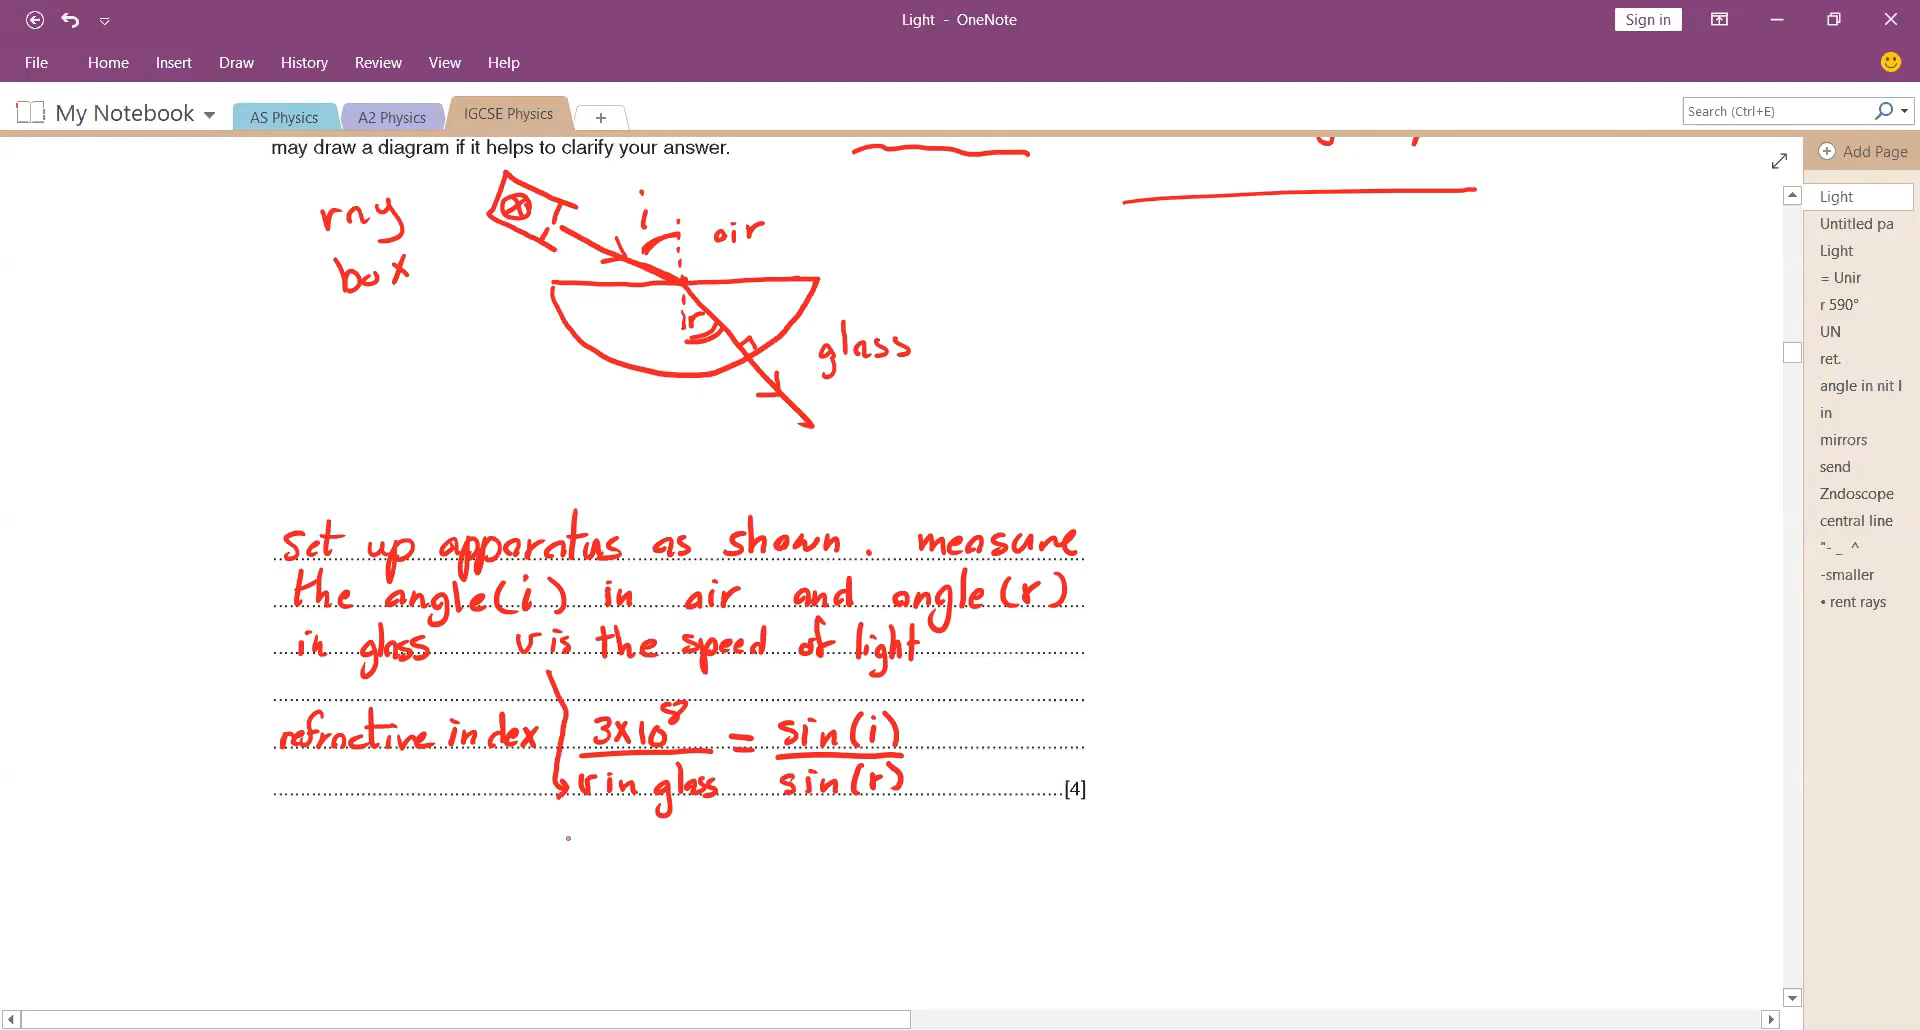 Light - OneNote
Sign in
File Home Insert Draw History Review View Help
My Notebook
AS Physics
A2 Physics
IGCSE Physics
+
Search (Ctrl+E)
Add Page
may draw a diagram if it helps to clarify your answer.
ray
box
i
air
r
glass
set up apparatus as shown. measure
the angle (i) in air and angle (r)
in glass v is the speed of light
refractive index 3x10⁸ = sin(i)
v in glass sin(r)
[4]
Light
Untitled pa
Light
= Unir
r 590°
UN
ret.
angle in nit I
in
mirrors
send
Zndoscope
central line
"- _ ^
-smaller
• rent rays